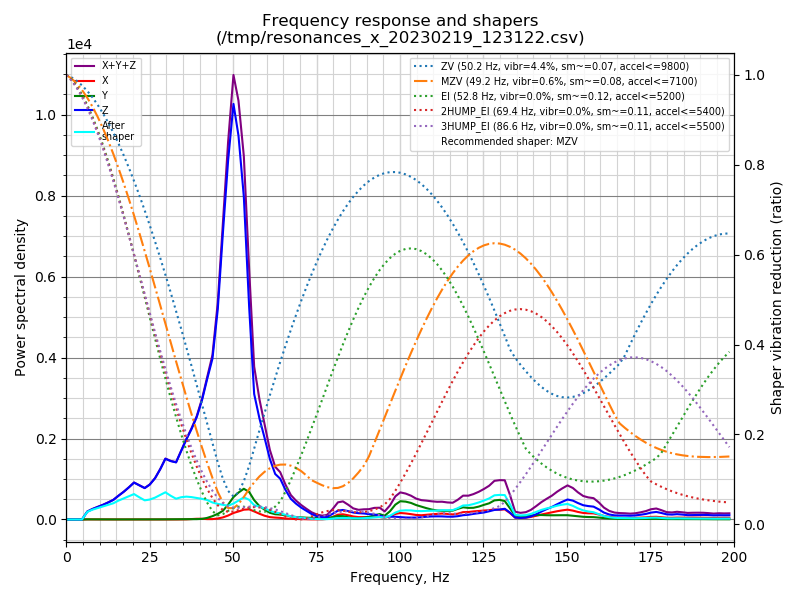 Frequency response and shapers
(/tmp/resonances_x_20230219_123122.csv)
1e4
X+Y+Z
X
Y
Z
After
shaper
ZV (50.2 Hz, vibr=4.4%, sm~=0.07, accel<=9800)
MZV (49.2 Hz, vibr=0.6%, sm~=0.08, accel<=7100)
EI (52.8 Hz, vibr=0.0%, sm~=0.12, accel<=5200)
2HUMP_EI (69.4 Hz, vibr=0.0%, sm~=0.11, accel<=5400)
3HUMP_EI (86.6 Hz, vibr=0.0%, sm~=0.11, accel<=5500)
Recommended shaper: MZV
Power spectral density
1.0
0.8
0.6
0.4
0.2
0.0
1.0
0.8
0.6
0.4
0.2
0.0
Shaper vibration reduction (ratio)
0 25 50 75 100 125 150 175 200
Frequency, Hz